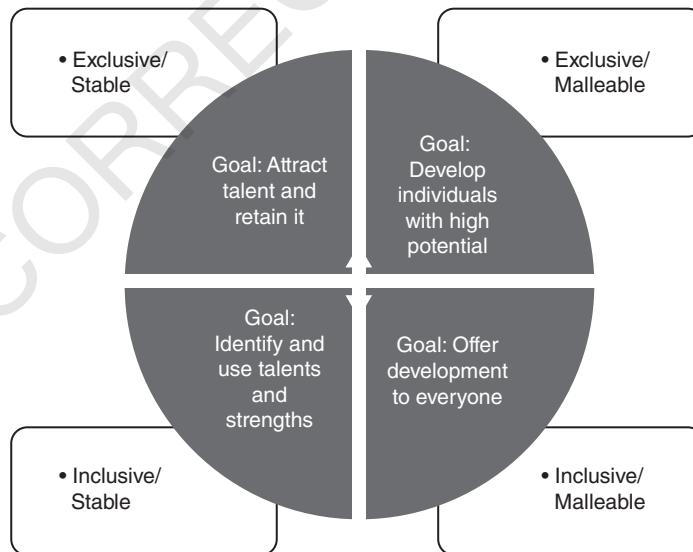 • Exclusive/
Stable
• Exclusive/
Malleable
Goal: Attract
talent and
retain it
Goal:
Develop
individuals
with high
potential
Goal:
Identify and
use talents
and
strengths
Goal: Offer
development
to everyone
• Inclusive/
Stable
• Inclusive/
Malleable